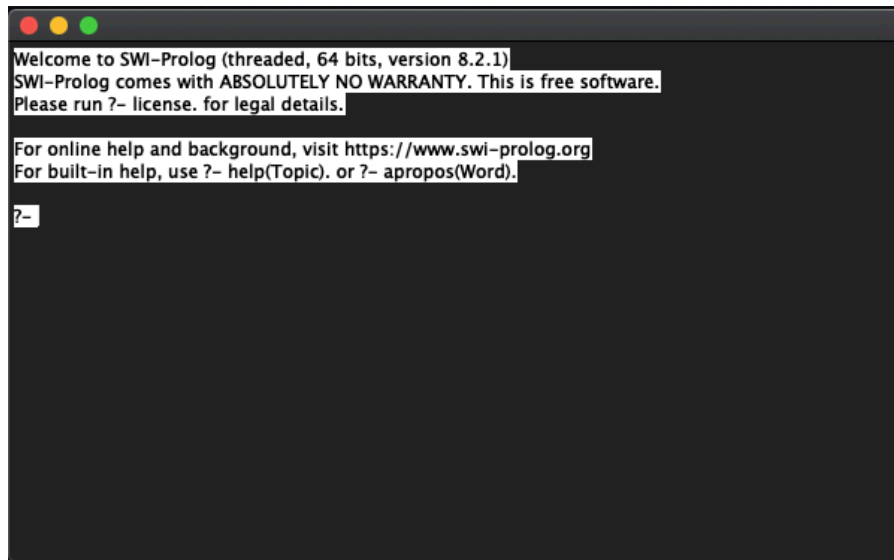 Welcome to SWI-Prolog (threaded, 64 bits, version 8.2.1)
SWI-Prolog comes with ABSOLUTELY NO WARRANTY. This is free software.
Please run ?- license. for legal details.
For online help and background, visit https://www.swi-prolog.org
For built-in help, use ?- help(Topic). or ?- apropos(Word).
?-